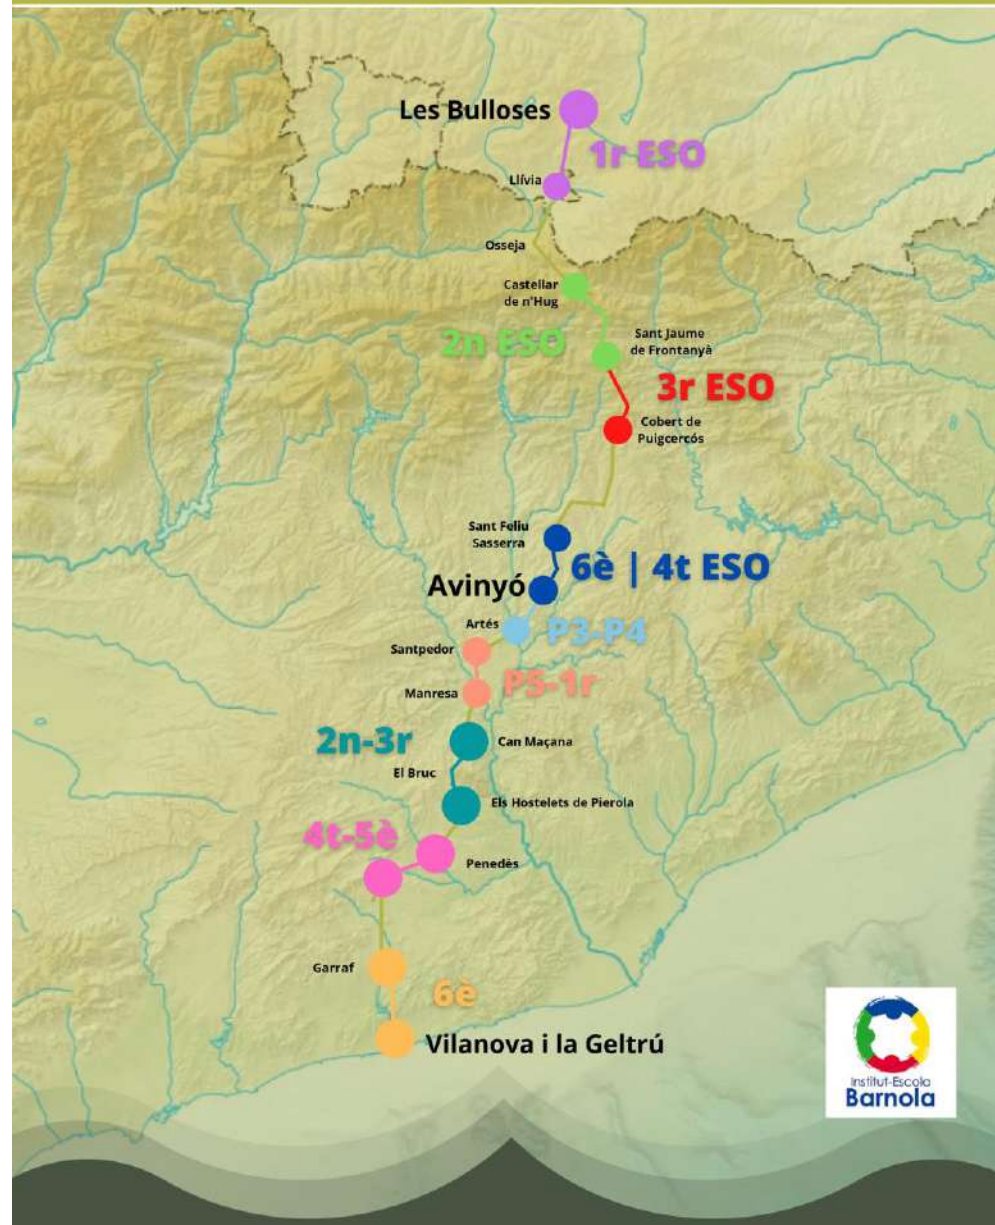 Les Bulloses
1r ESO
Llívia
Osseja
Castellar
de n'Hug
2n ESO
Sant Jaume
de Frontanyà
3r ESO
Cobert de
Puigcercós
Sant Feliu
Sasserra
6è | 4t ESO
Avinyó
Artés
P3-P4
Santpedor
P5-1r
Manresa
2n-3r
Can Maçana
El Bruc
Els Hostelets de Pierola
4t-5è
Penedès
Garraf
6è
Vilanova i la Geltrú
Institut-Escola
Barnola